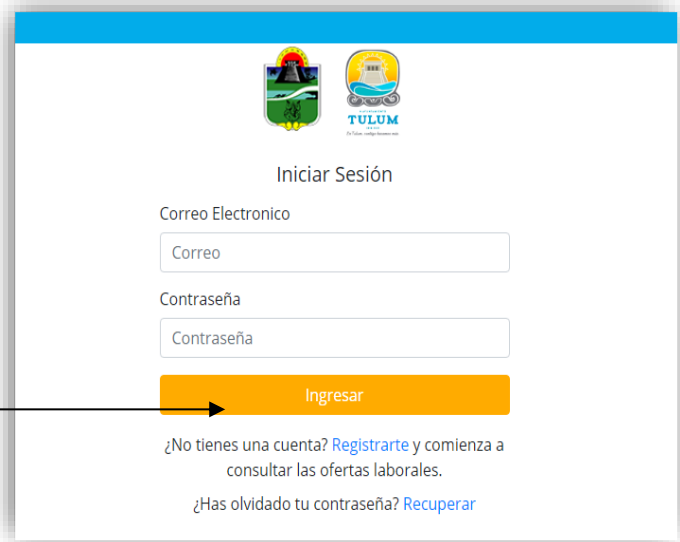 TULUM
Iniciar Sesión
Correo Electronico
Correo
Contraseña
Contraseña
Ingresar
¿No tienes una cuenta? Registrarte y comienza a
consultar las ofertas laborales.
¿Has olvidado tu contraseña? Recuperar